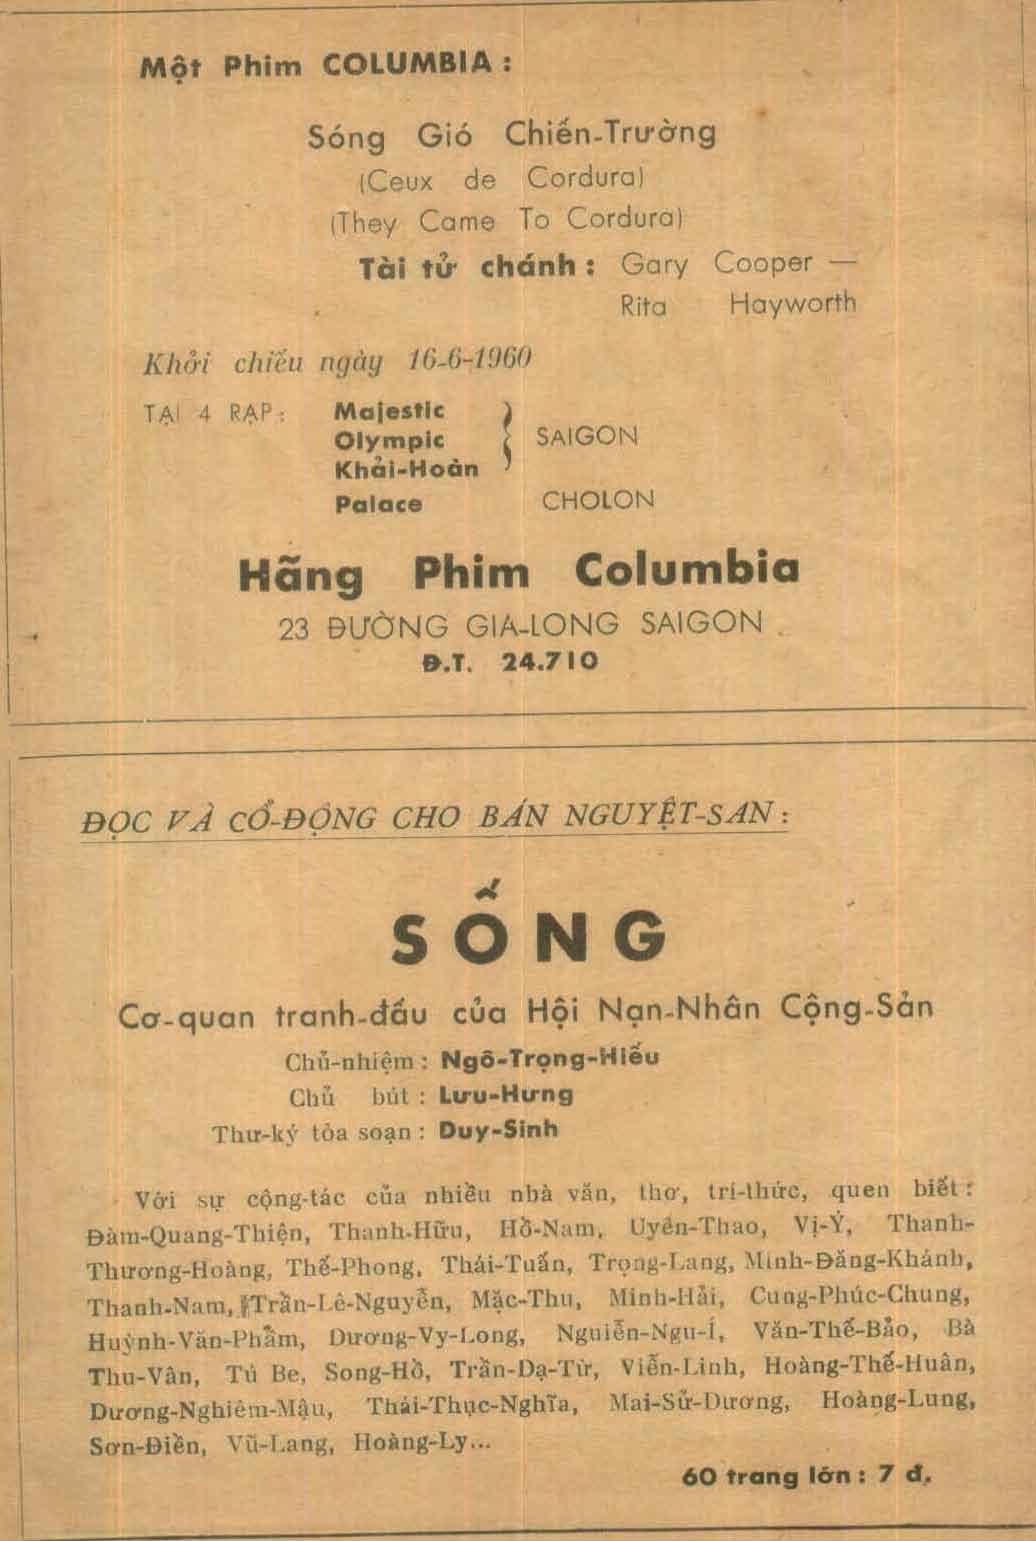 Một Phim COLUMBIA :
Sóng Gió Chiến-Trường
(Ceux de Cordura)
(They Came To Cordura)
Tài tử chánh : Gary Cooper —
Rita Hayworth
Khởi chiếu ngày 16-6-1960
TẠI 4 RẠP :
Majestic
Olympic
Khải-Hoàn
SAIGON
Palace CHOLON
Hãng Phim Columbia
23 ĐƯỜNG GIA-LONG SAIGON
Đ.T. 24.710
ĐỌC VÀ CỔ-ĐỘNG CHO BÁN NGUYỆT-SAN :
SỐNG
Cơ-quan tranh-đấu của Hội Nạn-Nhân Cộng-Sản
Chủ-nhiệm : Ngô-Trọng-Hiếu
Chủ bút : Lưu-Hưng
Thư-ký tòa soạn : Duy-Sinh
Với sự cộng-tác của nhiều nhà văn, thơ, trí-thức, quen biết :
Đàm-Quang-Thiện, Thanh-Hữu, Hồ-Nam, Uyên-Thao, Vị-Ý, Thanh-
Thương-Hoàng, Thế-Phong, Thái-Tuấn, Trọng-Lang, Minh-Đăng-Khánh,
Thanh-Nam, Trần-Lê-Nguyễn, Mặc-Thu, Minh-Hải, Cung-Phúc-Chung,
Huỳnh-Văn-Phẩm, Dương-Vy-Long, Nguiễn-Ngu-Í, Văn-Thế-Bảo, Bà
Thu-Vân, Tú Be, Song-Hồ, Trần-Dạ-Từ, Viễn-Linh, Hoàng-Thế-Huân,
Dương-Nghiêm-Mậu, Thái-Thục-Nghĩa, Mai-Sử-Dương, Hoàng-Lung,
Sơn-Điền, Vũ-Lang, Hoàng-Ly...
60 trang lớn : 7 đ.